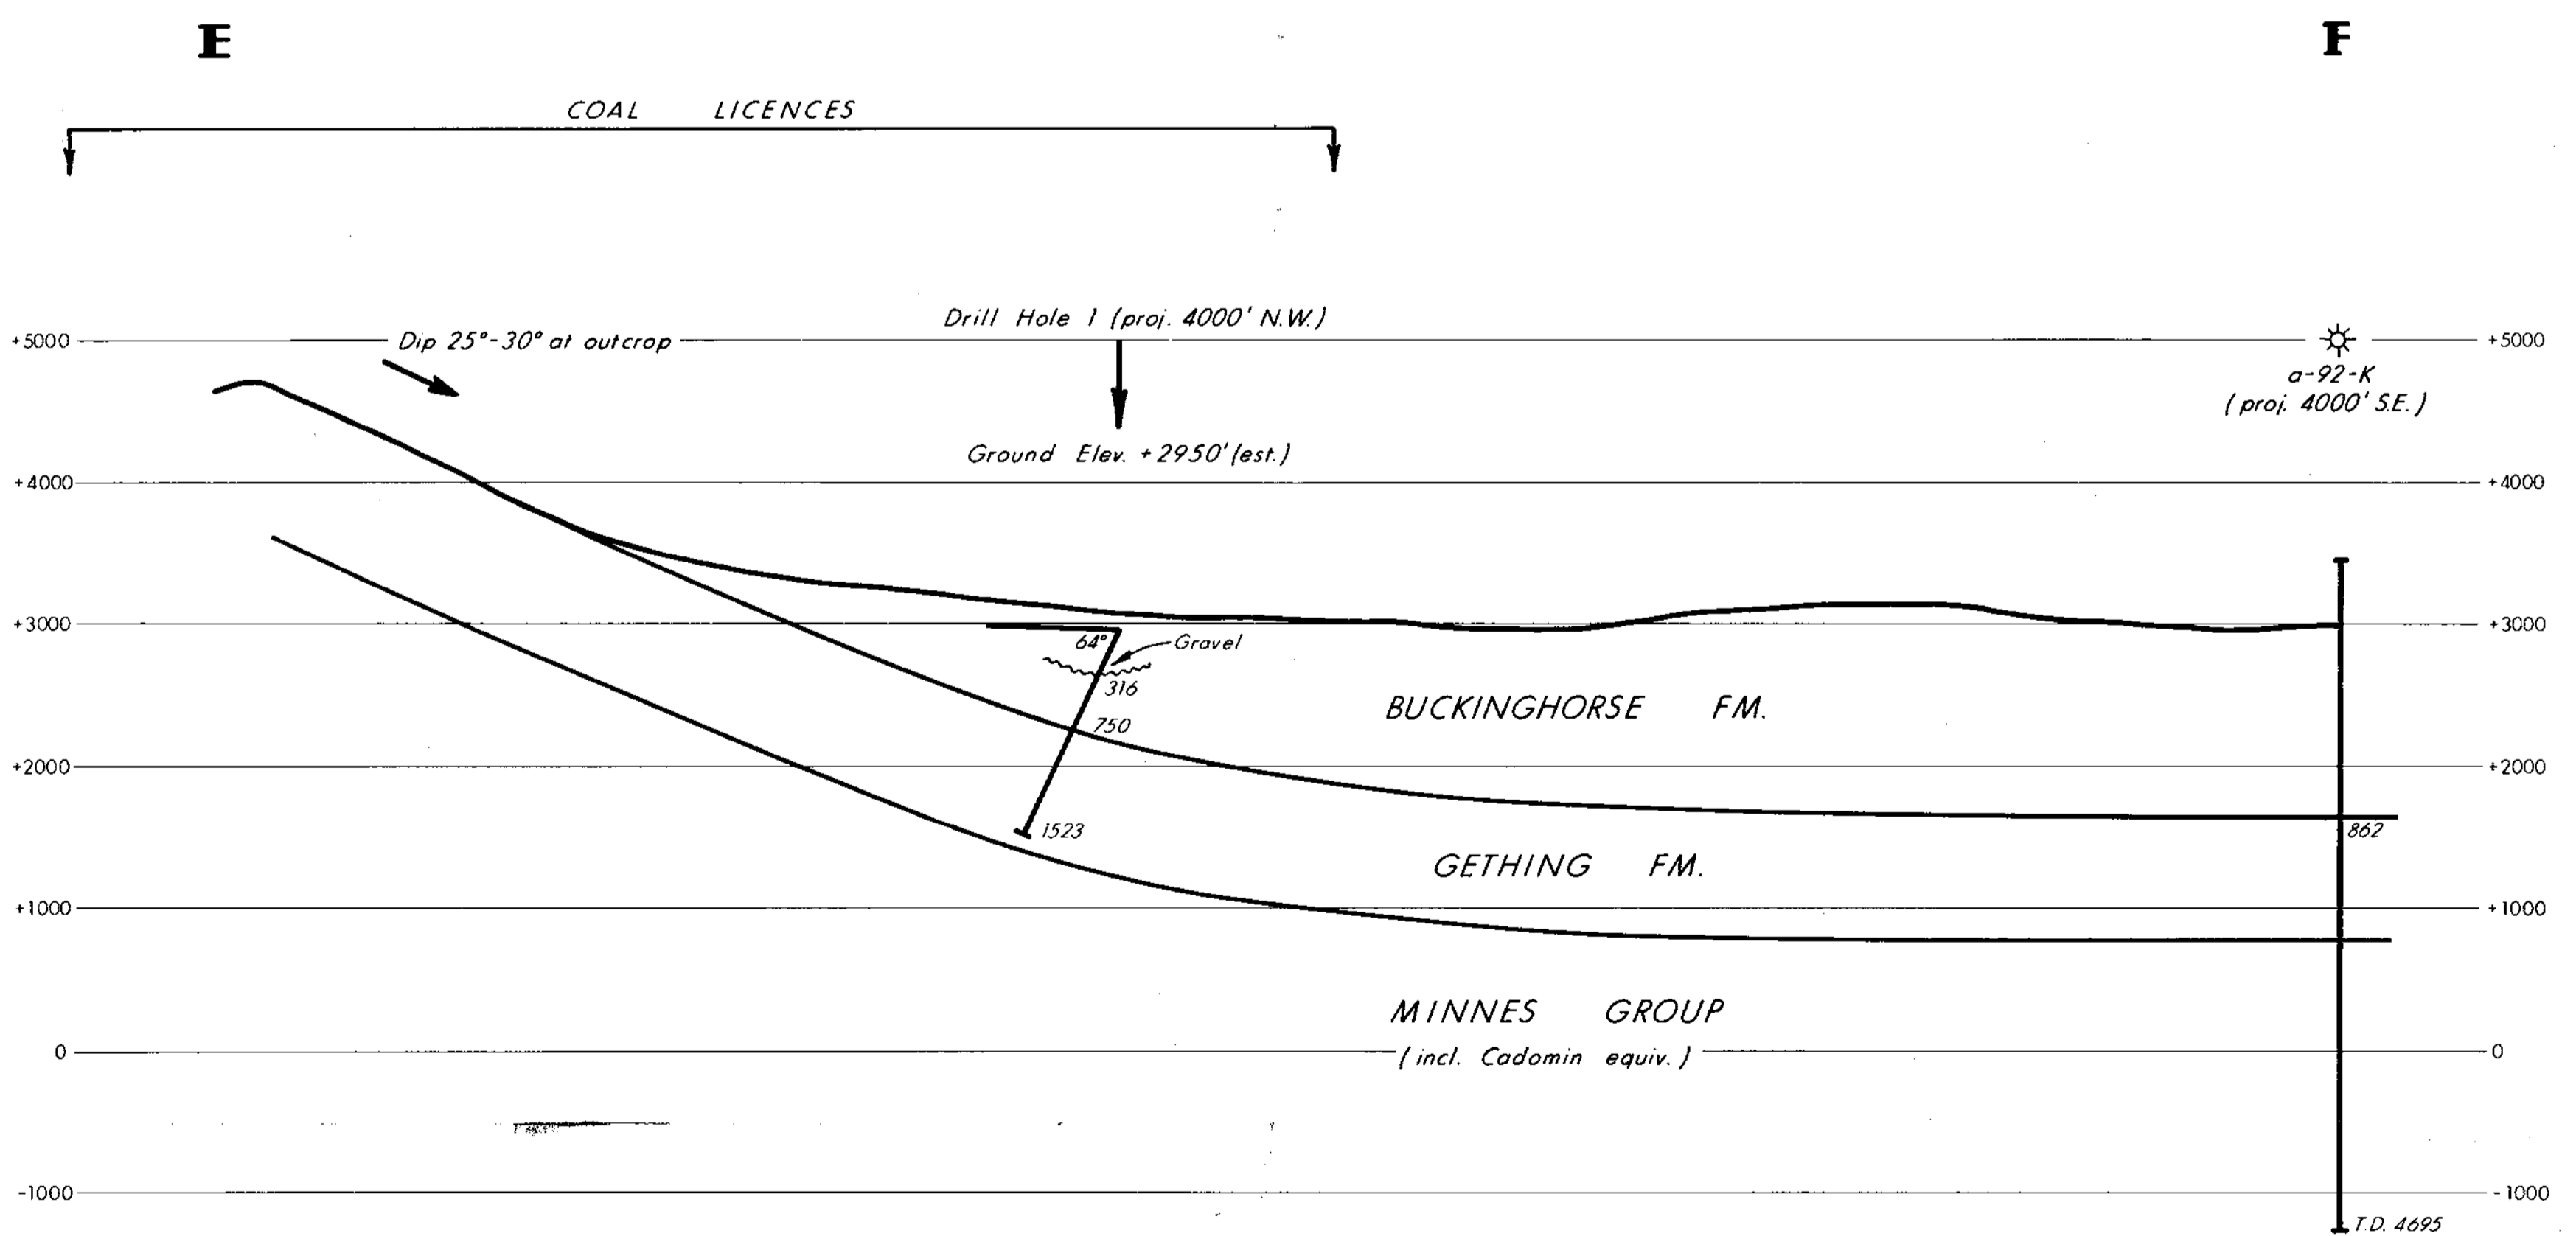 E F
COAL LICENCES
Drill Hole 1 (proj. 4000' N.W.)
+5000 Dip 25°-30° at outcrop +5000
a-92-K
(proj. 4000' S.E.)
Ground Elev. +2950' (est.)
+4000 +4000
+3000 +3000
64° Gravel
316
BUCKINGHORSE FM.
750
+2000 +2000
1523 862
GETHING FM.
+1000 +1000
MINNES GROUP
0 (incl. Cadomin equiv.) 0
-1000 -1000
T.D. 4695